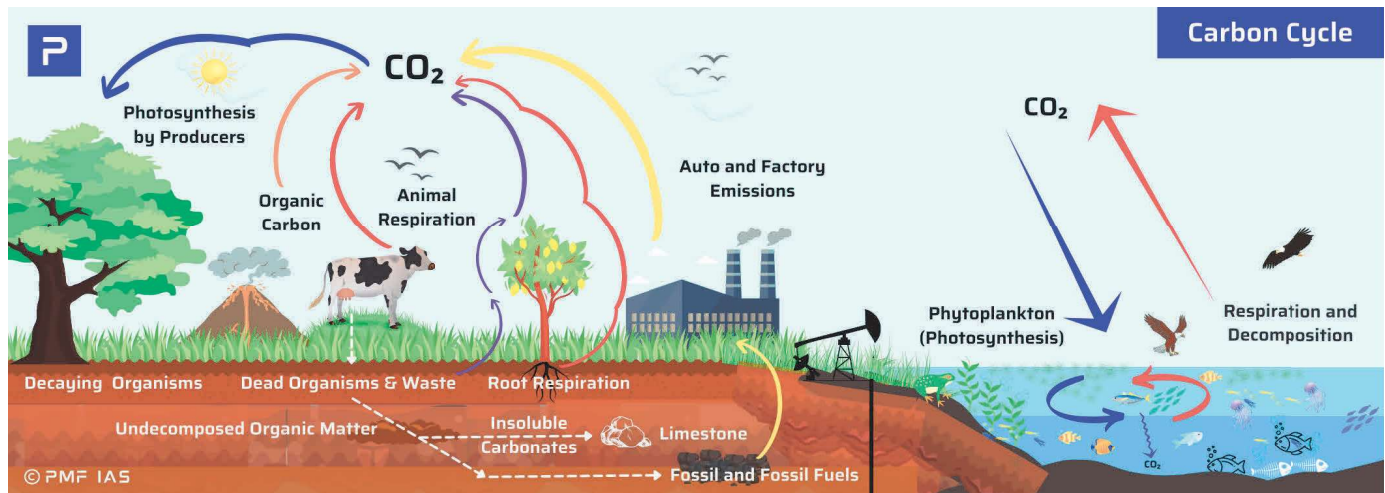 P
Carbon Cycle
CO₂
Photosynthesis
by Producers
Organic
Carbon
Animal
Respiration
Auto and Factory
Emissions
CO₂
Phytoplankton
(Photosynthesis)
Respiration and
Decomposition
Decaying Organisms
Dead Organisms & Waste
Root Respiration
Undecomposed Organic Matter
Insoluble
Carbonates
Limestone
Fossil and Fossil Fuels
CO₂
© PMF IAS